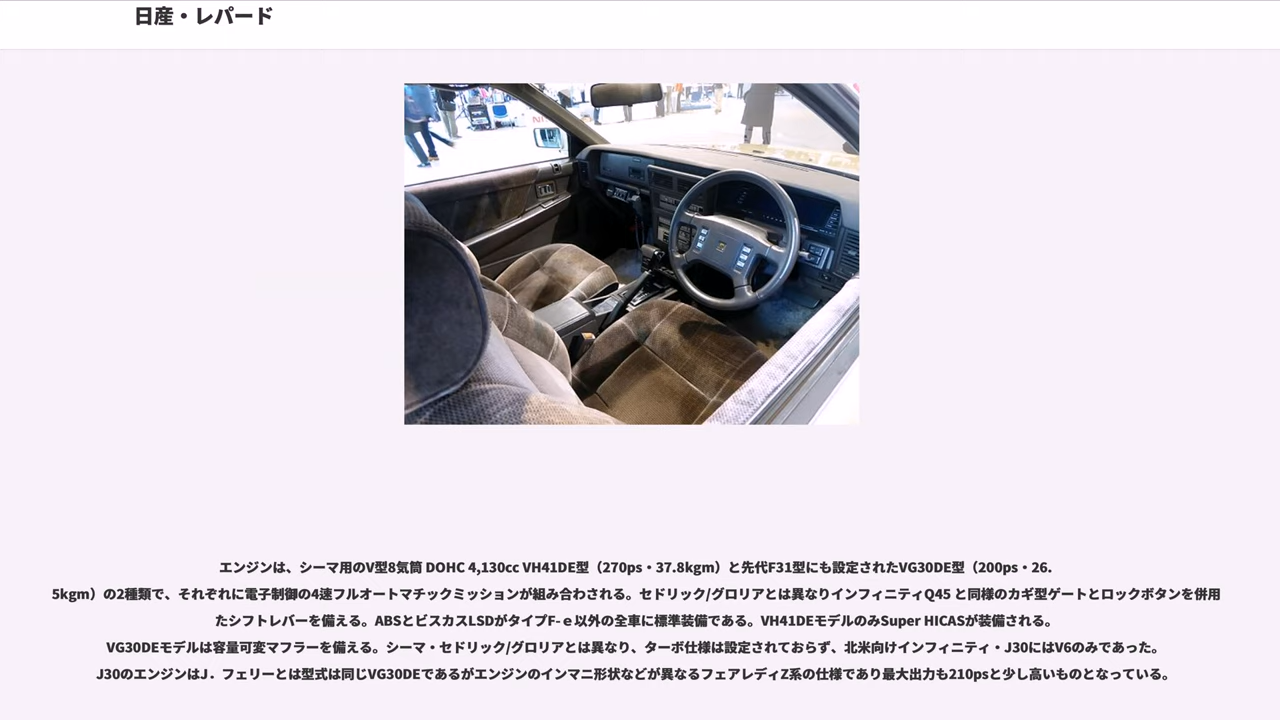 日産・レパード
エンジンは、シーマ用のV型8気筒 DOHC 4,130cc VH41DE型（270ps・37.8kgm）と先代F31型にも設定されたVG30DE型（200ps・26.
5kgm）の2種類で、それぞれに電子制御の4速フルオートマチックミッションが組み合わされる。セドリック/グロリアとは異なりインフィニティQ45 と同様のカギ型ゲートとロックボタンを併用
たシフトレバーを備える。ABSとビスカスLSDがタイプF-ｅ以外の全車に標準装備である。VH41DEモデルのみSuper HICASが装備される。
VG30DEモデルは容量可変マフラーを備える。シーマ・セドリック/グロリアとは異なり、ターボ仕様は設定されておらず、北米向けインフィニティ・J30にはV6のみであった。
J30のエンジンはJ．フェリーとは型式は同じVG30DEであるがエンジンのインマニ形状などが異なるフェアレディZ系の仕様であり最大出力も210psと少し高いものとなっている。